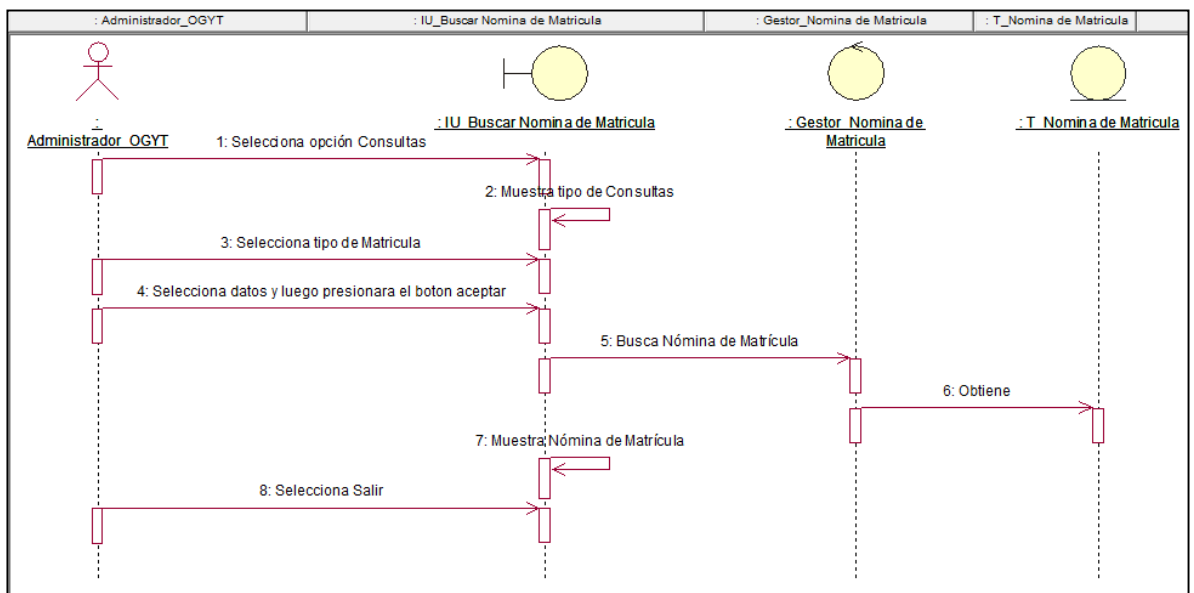 : Administrador_OGYT
: IU_Buscar Nomina de Matricula
: Gestor_Nomina de Matricula
: T_Nomina de Matricula
:
Administrador_OGYT
: IU_Buscar Nomina de Matricula
: Gestor_Nomina de
Matricula
: T_Nomina de Matricula
1: Selecciona opción Consultas
2: Muestra tipo de Consultas
3: Selecciona tipo de Matricula
4: Selecciona datos y luego presionara el boton aceptar
5: Busca Nómina de Matrícula
6: Obtiene
7: Muestra Nómina de Matrícula
8: Selecciona Salir